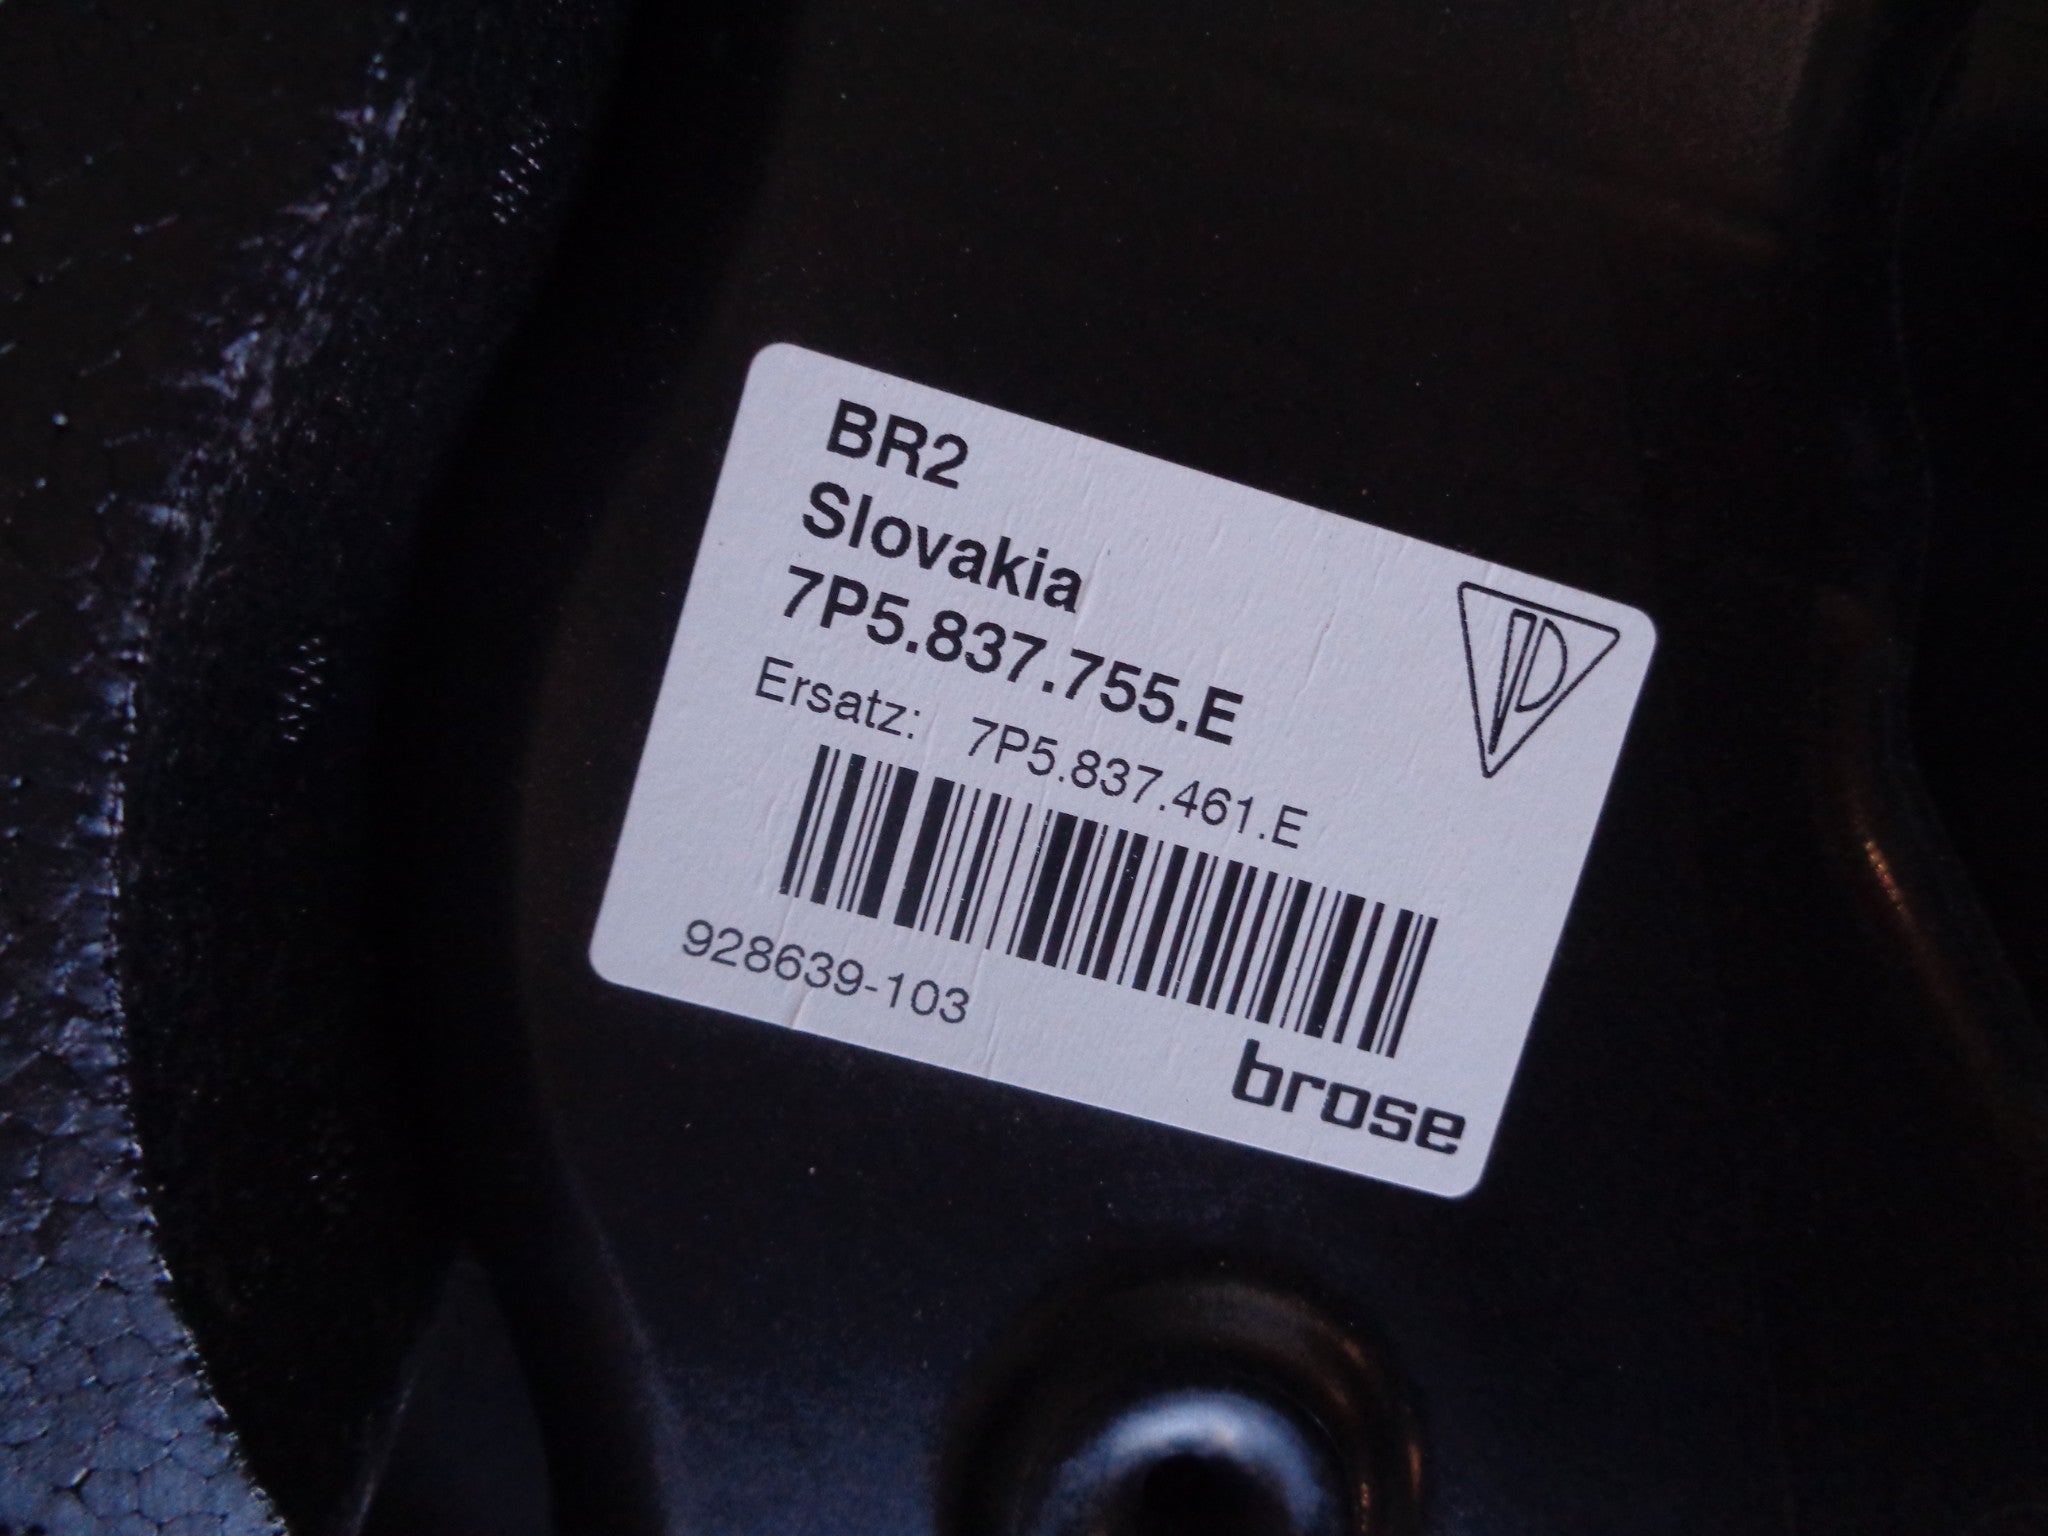 BR2
Slovakia
7P5.837.755.E
Ersatz: 7P5.837.461.E
928639-103
brose